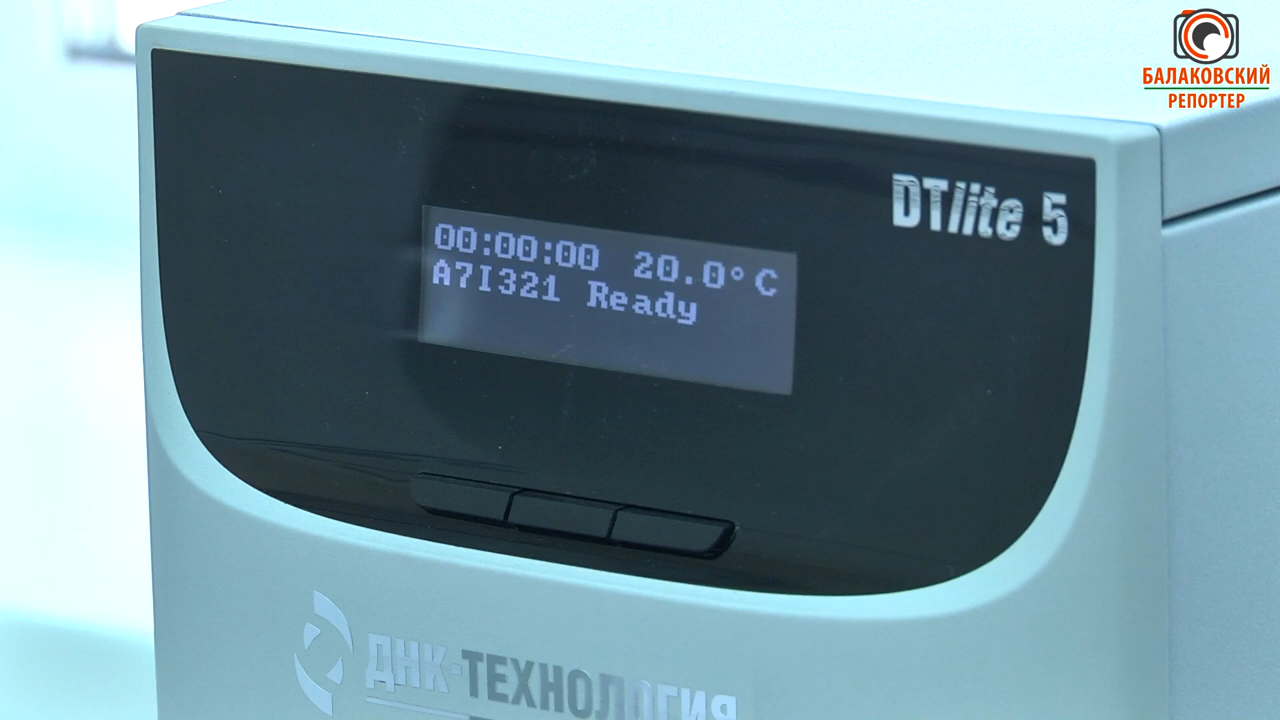 БАЛАКОВСКИЙ
РЕПОРТЕР
DTlite 5
00:00:00 20.0°C
A7I321 Ready
ДНК-ТЕХНОЛОГИЯ